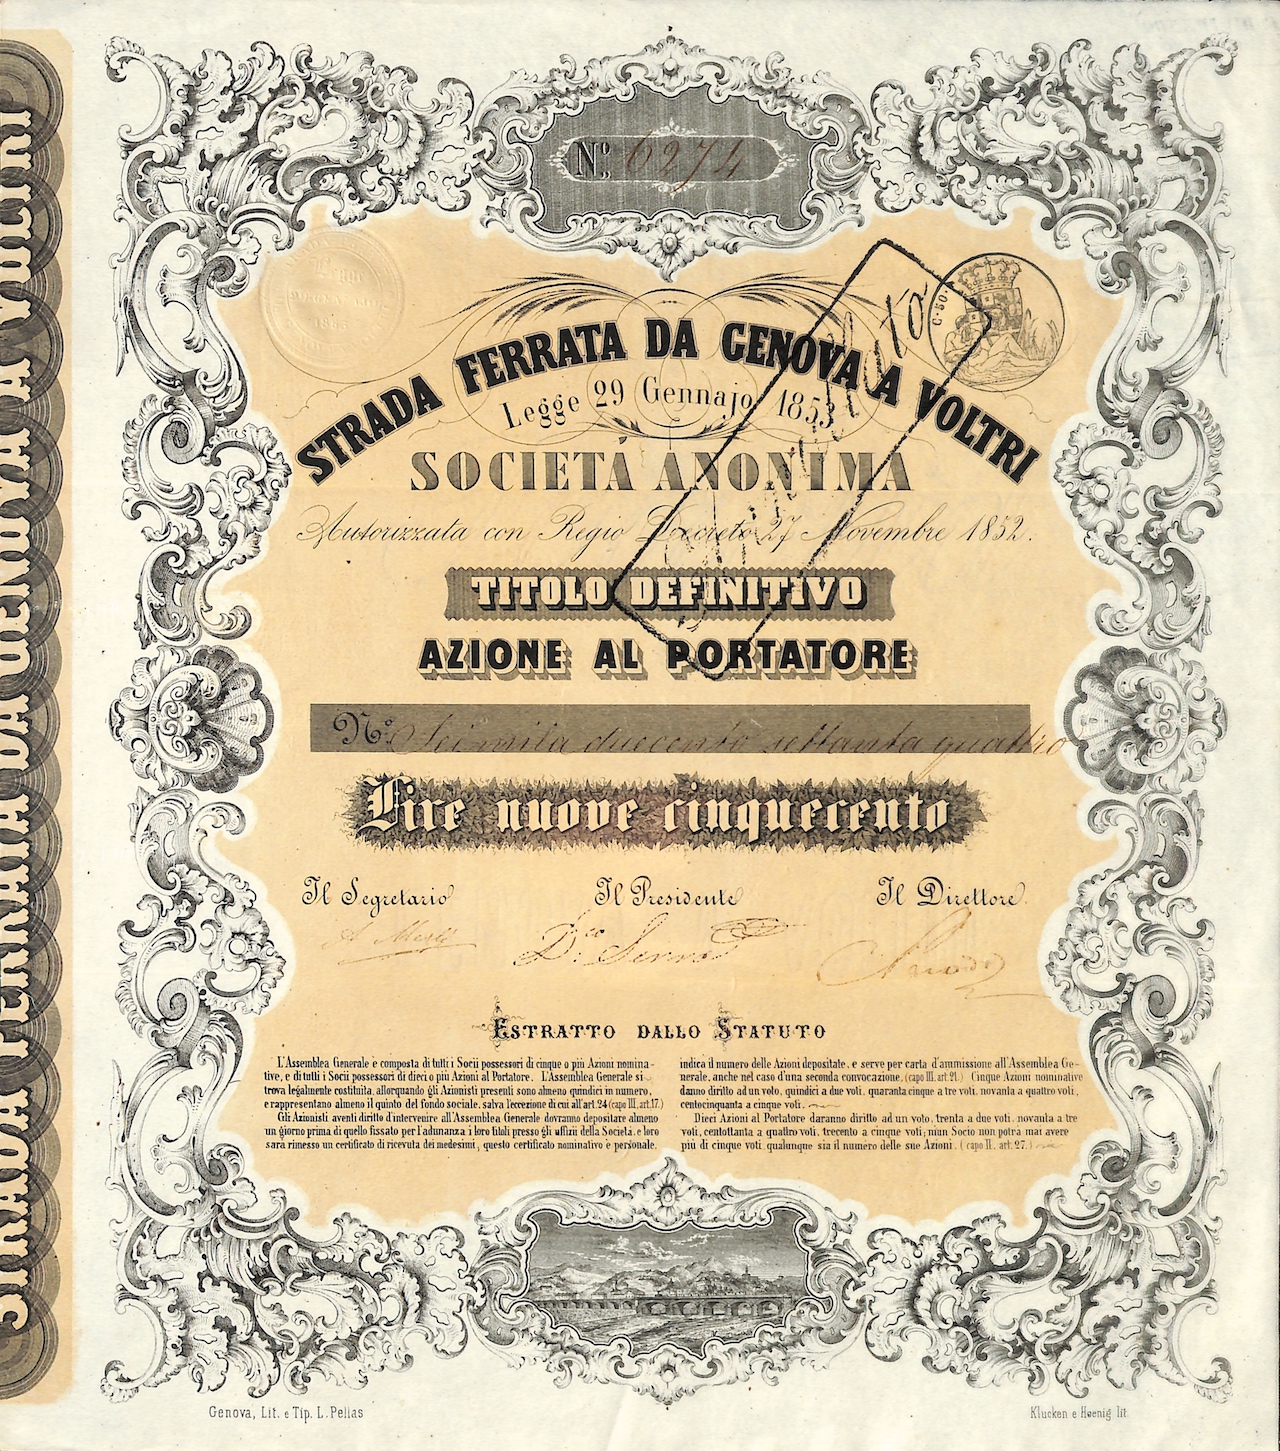 STRADA FERRATA DA GENOVA A VOLTRI
Nº 6274
Legge
1853
C. 50
STRADA FERRATA DA GENOVA A VOLTRI
Legge 29 Gennajo 1853
SOCIETÀ ANONIMA
Autorizzata con Regio Decreto 27 Novembre 1852.
TITOLO DEFINITIVO
AZIONE AL PORTATORE
Nº Sei mila duecento settanta quattro
Lire nuove cinquecento
Il Segretario Il Presidente Il Direttore
ESTRATTO DALLO STATUTO
L'Assemblea Generale è composta di tutti i Socii possessori di cinque o più Azioni nomina-
tive, e di tutti i Socii possessori di dieci o più Azioni al Portatore. L'Assemblea Generale si
trova legalmente costituita, allorquando gli Azionisti presenti sono almeno quindici in numero,
e rappresentano almeno il quinto del fondo sociale, salva l'eccezione di cui all'art. 24 (capo III, art. 17.)
Gli Azionisti aventi diritto d'intervenire all'Assemblea Generale dovranno depositare almeno
un giorno prima di quello fissato per l'adunanza i loro titoli presso gli uffizi della Società, e loro
sarà rimesso un certificato di ricevuta dei medesimi, questo certificato nominativo è personale,
indica il numero delle Azioni depositate, e serve per carta d'ammissione all'Assemblea Ge-
nerale, anche nel caso d'una seconda convocazione, (capo III. art. 21.) Cinque Azioni nominative
danno diritto ad un voto, quindici a due voti, quaranta cinque a tre voti, novanta a quattro voti,
centocinquanta a cinque voti.
Dieci Azioni al Portatore daranno diritto ad un voto, trenta a due voti, novanta a tre
voti, centottanta a quattro voti, trecento a cinque voti, niun Socio non potrà mai avere
più di cinque voti, qualunque sia il numero delle sue Azioni. (capo II. art. 27.)
Genova, Lit. e Tip. L. Pellas
Klucken e Hoenig lit.